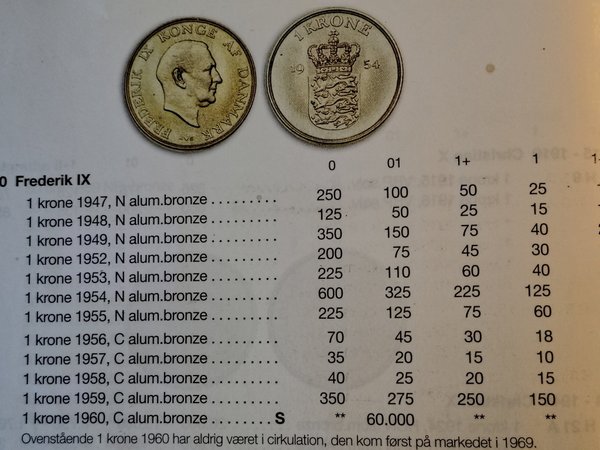 FREDERIK IX KONGE AF DANMARK
1 KRONE
19 54
0 01 1+ 1 1-
0 Frederik IX
1 krone 1947, N alum.bronze . . . . . . . . . 250 100 50 25
1 krone 1948, N alum.bronze . . . . . . . . . 125 50 25 15
1 krone 1949, N alum.bronze . . . . . . . . . 350 150 75 40
1 krone 1952, N alum.bronze . . . . . . . . . 200 75 45 30
1 krone 1953, N alum.bronze . . . . . . . . . 225 110 60 40
1 krone 1954, N alum.bronze . . . . . . . . . 600 325 225 125
1 krone 1955, N alum.bronze . . . . . . . . . 225 125 75 60
1 krone 1956, C alum.bronze . . . . . . . . . 70 45 30 18
1 krone 1957, C alum.bronze . . . . . . . . . 35 20 15 10
1 krone 1958, C alum.bronze . . . . . . . . . 40 25 20 15
1 krone 1959, C alum.bronze . . . . . . . . . 350 275 250 150
1 krone 1960, C alum.bronze . . . . . . . . S ** 60.000 ** **
Ovenstående 1 krone 1960 har aldrig været i cirkulation, den kom først på markedet i 1969.